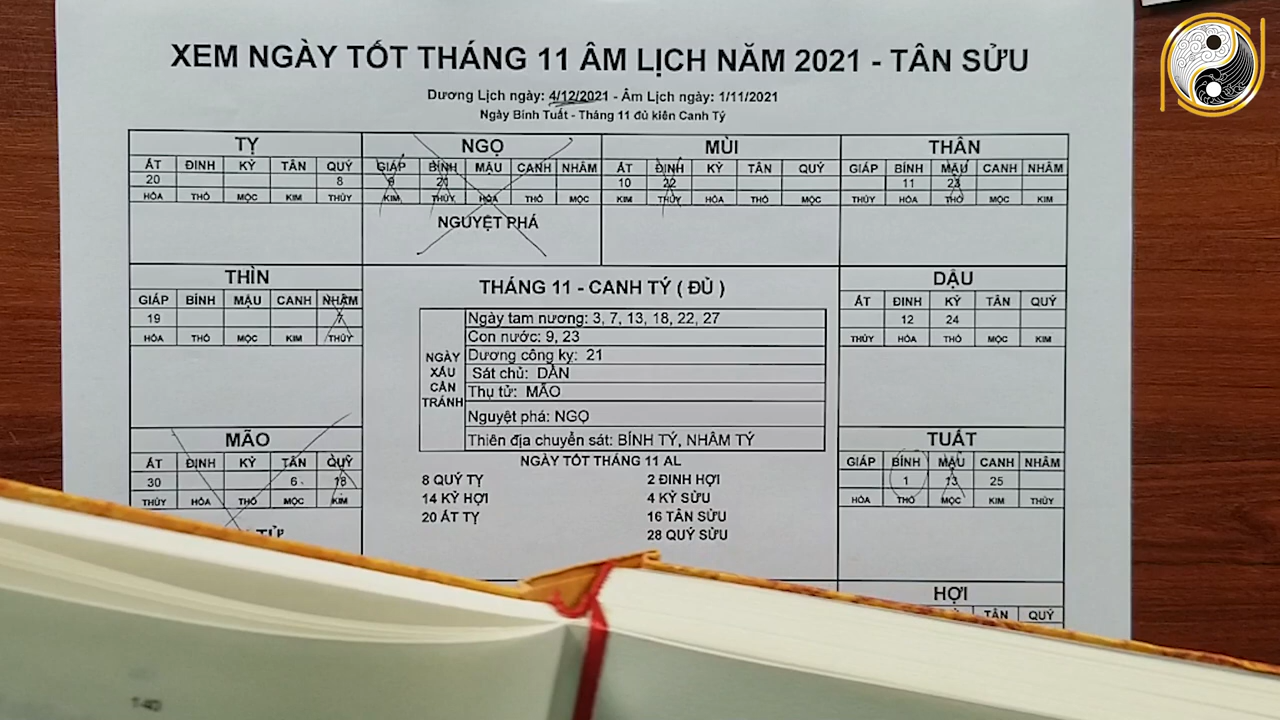 XEM NGÀY TỐT THÁNG 11 ÂM LỊCH NĂM 2021 - TÂN SỬU
Dương Lịch ngày: 4/12/2021 - Âm Lịch ngày: 1/11/2021
Ngày Bính Tuất - Tháng 11 đủ kiến Canh Tý
TỴ
ẤT ĐINH KỶ TÂN QUÝ
20 8
HỎA THỔ MỘC KIM THỦY
NGỌ
GIÁP BÍNH MẬU CANH NHÂM
9 21
KIM THỦY HỎA THỔ MỘC
NGUYỆT PHÁ
MÙI
ẤT ĐINH KỶ TÂN QUÝ
10 22
KIM THỦY HỎA THỔ MỘC
THÂN
GIÁP BÍNH MẬU CANH NHÂM
11 23
THỦY HỎA THỔ MỘC KIM
THÌN
GIÁP BÍNH MẬU CANH NHÂM
19 7
HỎA THỔ MỘC KIM THỦY
THÁNG 11 - CANH TÝ ( ĐỦ )
NGÀY XẤU CẦN TRÁNH
Ngày tam nương: 3, 7, 13, 18, 22, 27
Con nước: 9, 23
Dương công kỵ: 21
Sát chủ: DẦN
Thụ tử: MÃO
Nguyệt phá: NGỌ
Thiên địa chuyển sát: BÍNH TÝ, NHÂM TÝ
DẬU
ẤT ĐINH KỶ TÂN QUÝ
12 24
THỦY HỎA THỔ MỘC KIM
MÃO
ẤT ĐINH KỶ TÂN QUÝ
30 6 18
THỦY HỎA THỔ MỘC KIM
TỬ
NGÀY TỐT THÁNG 11 AL
8 QUÝ TỴ 2 ĐINH HỢI
14 KỶ HỢI 4 KỶ SỬU
20 ẤT TỴ 16 TÂN SỬU
28 QUÝ SỬU
TUẤT
GIÁP BÍNH MẬU CANH NHÂM
1 13 25
HỎA THỔ MỘC KIM THỦY
HỢI
TÂN QUÝ